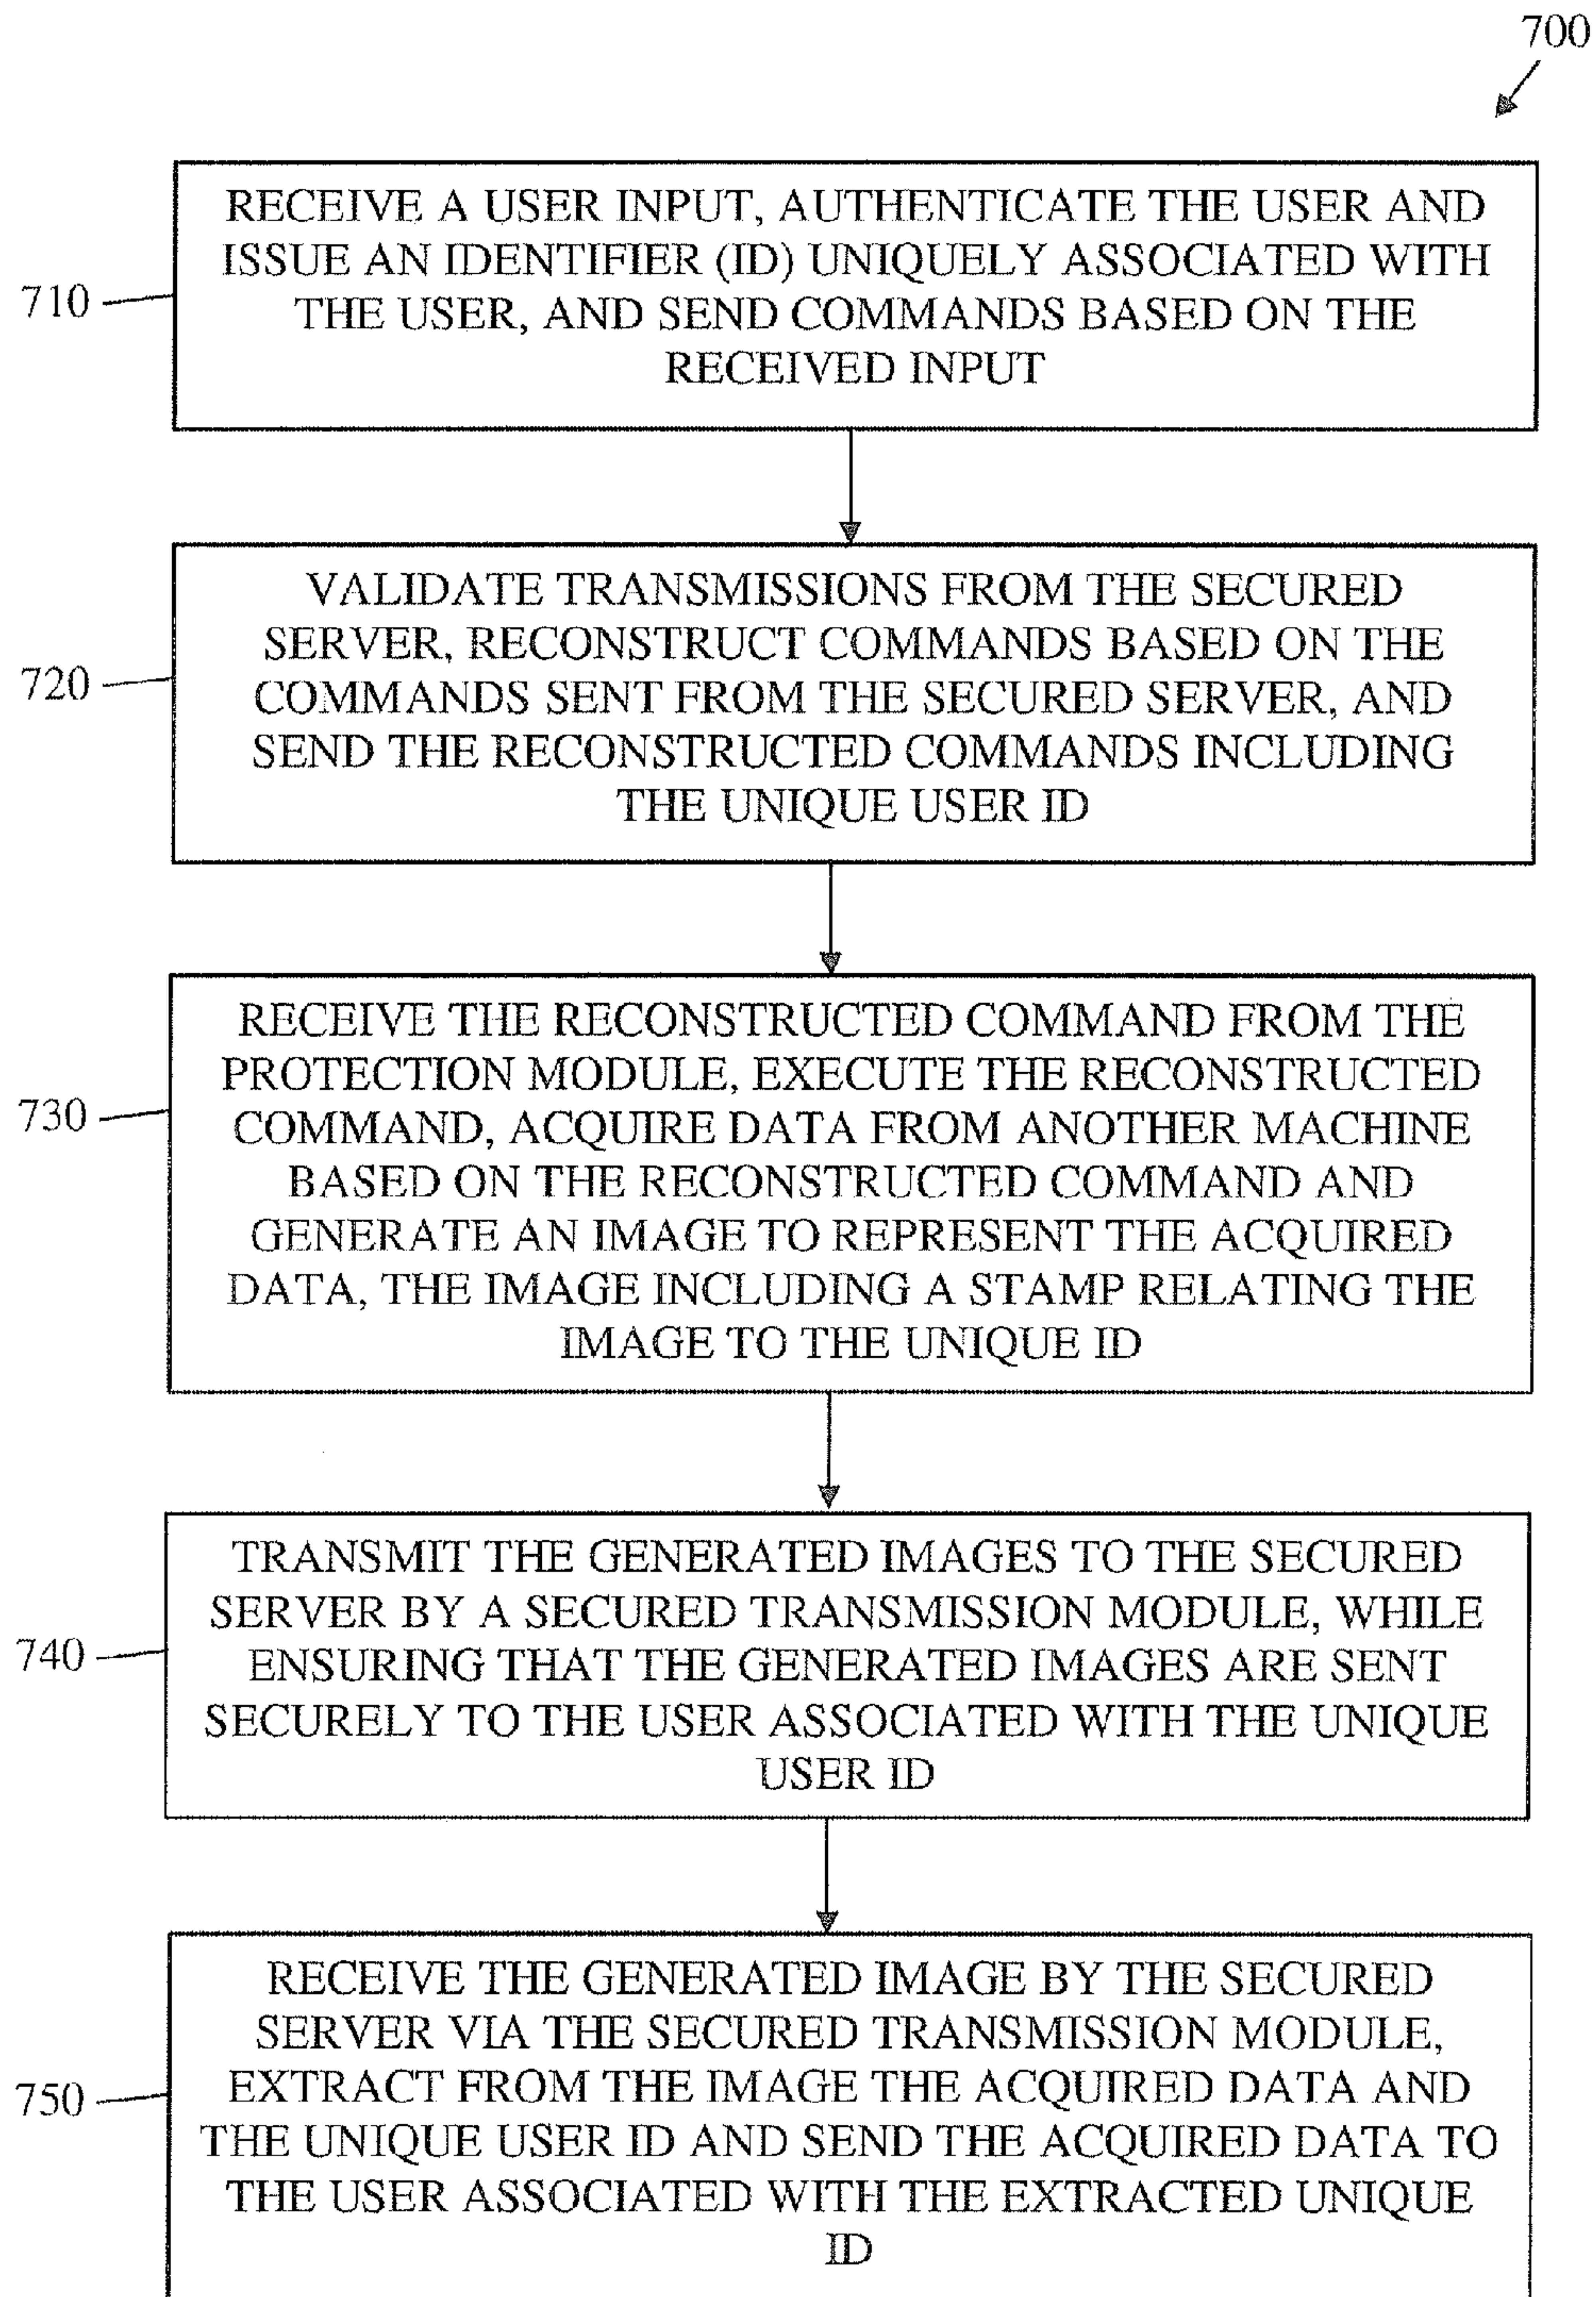 700
710
RECEIVE A USER INPUT, AUTHENTICATE THE USER AND
ISSUE AN IDENTIFIER (ID) UNIQUELY ASSOCIATED WITH
THE USER, AND SEND COMMANDS BASED ON THE
RECEIVED INPUT
720
VALIDATE TRANSMISSIONS FROM THE SECURED
SERVER, RECONSTRUCT COMMANDS BASED ON THE
COMMANDS SENT FROM THE SECURED SERVER, AND
SEND THE RECONSTRUCTED COMMANDS INCLUDING
THE UNIQUE USER ID
730
RECEIVE THE RECONSTRUCTED COMMAND FROM THE
PROTECTION MODULE, EXECUTE THE RECONSTRUCTED
COMMAND, ACQUIRE DATA FROM ANOTHER MACHINE
BASED ON THE RECONSTRUCTED COMMAND AND
GENERATE AN IMAGE TO REPRESENT THE ACQUIRED
DATA, THE IMAGE INCLUDING A STAMP RELATING THE
IMAGE TO THE UNIQUE ID
740
TRANSMIT THE GENERATED IMAGES TO THE SECURED
SERVER BY A SECURED TRANSMISSION MODULE, WHILE
ENSURING THAT THE GENERATED IMAGES ARE SENT
SECURELY TO THE USER ASSOCIATED WITH THE UNIQUE
USER ID
750
RECEIVE THE GENERATED IMAGE BY THE SECURED
SERVER VIA THE SECURED TRANSMISSION MODULE,
EXTRACT FROM THE IMAGE THE ACQUIRED DATA AND
THE UNIQUE USER ID AND SEND THE ACQUIRED DATA TO
THE USER ASSOCIATED WITH THE EXTRACTED UNIQUE
ID